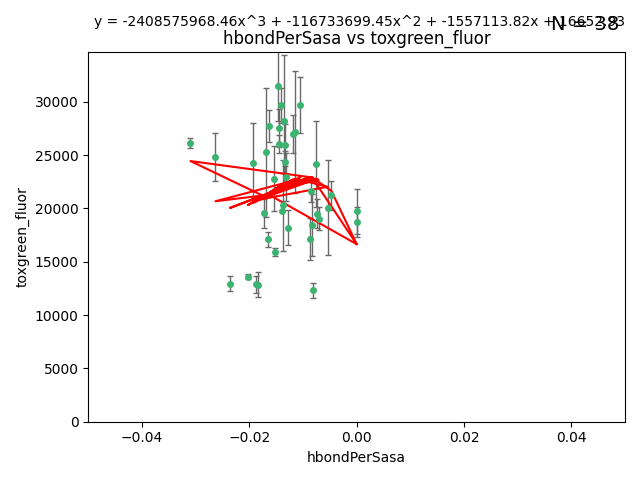 y = -2408575968.46x^3 + -116733699.45x^2 + -1557113.82x +
N = 38
hbondPerSasa vs toxgreen_fluor
30000
25000
20000
15000
10000
5000
0
toxgreen_fluor
−0.04
−0.02
0.00
0.02
0.04
hbondPerSasa